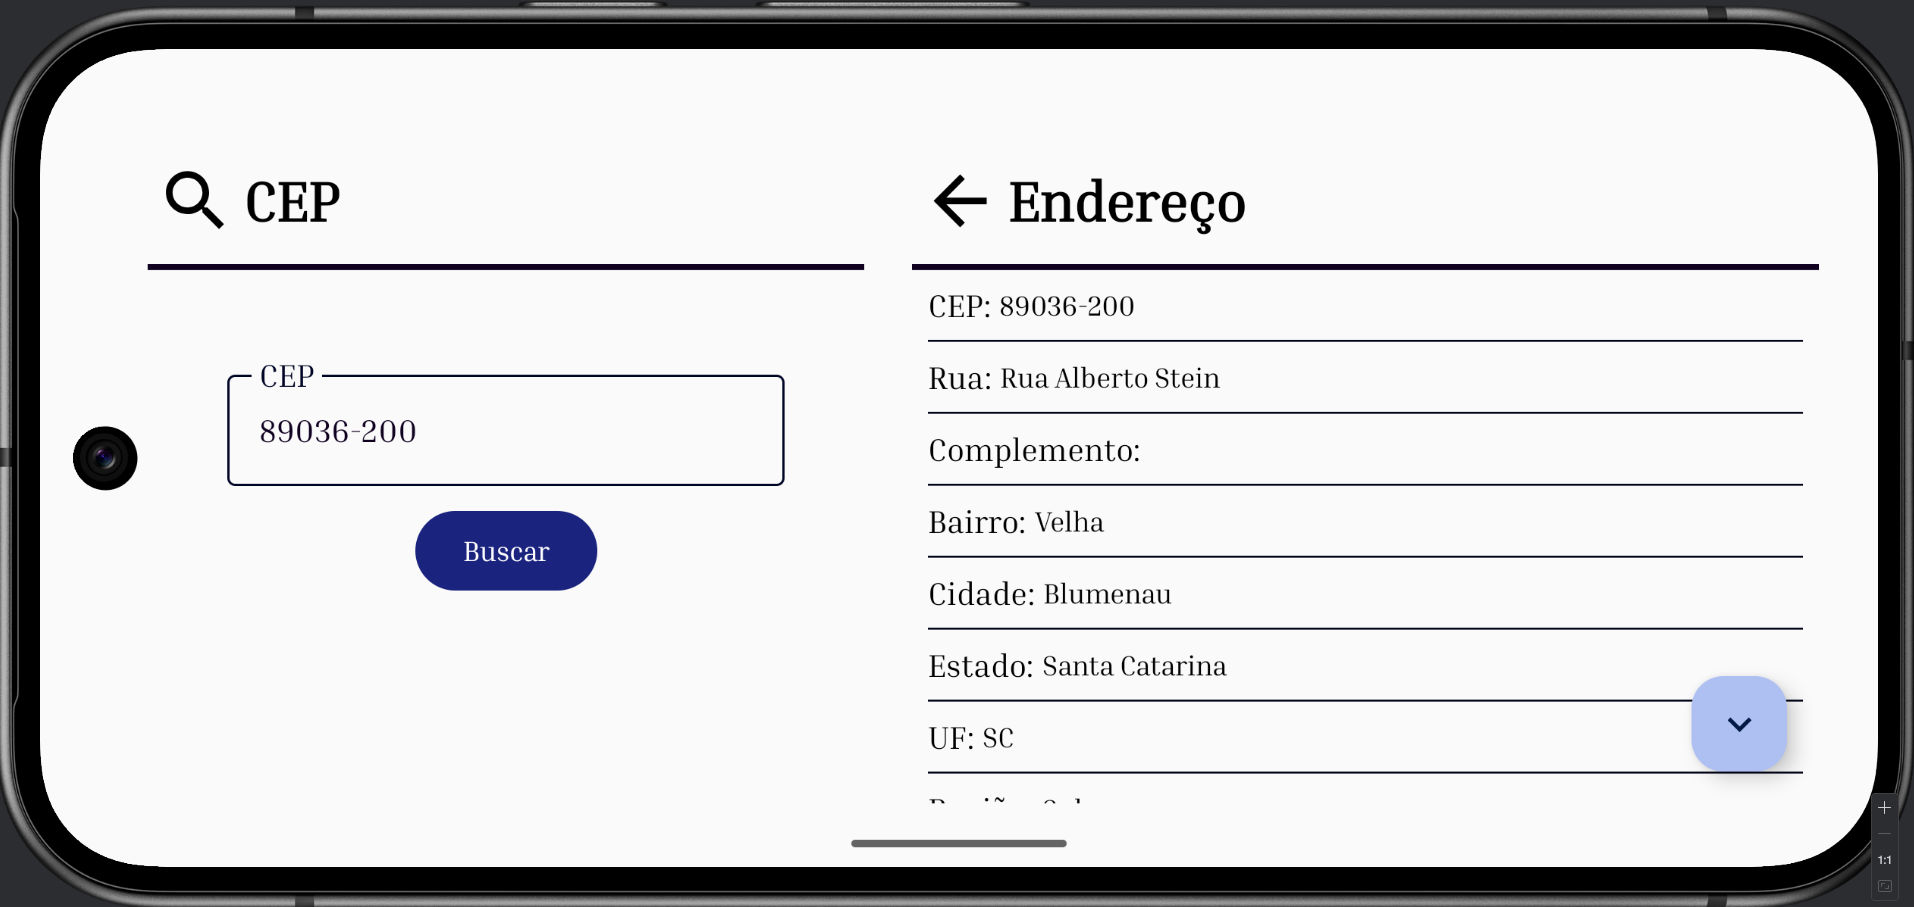 CEP
CEP
89036-200
Buscar
Endereço
CEP: 89036-200
Rua: Rua Alberto Stein
Complemento:
Bairro: Velha
Cidade: Blumenau
Estado: Santa Catarina
UF: SC
1:1